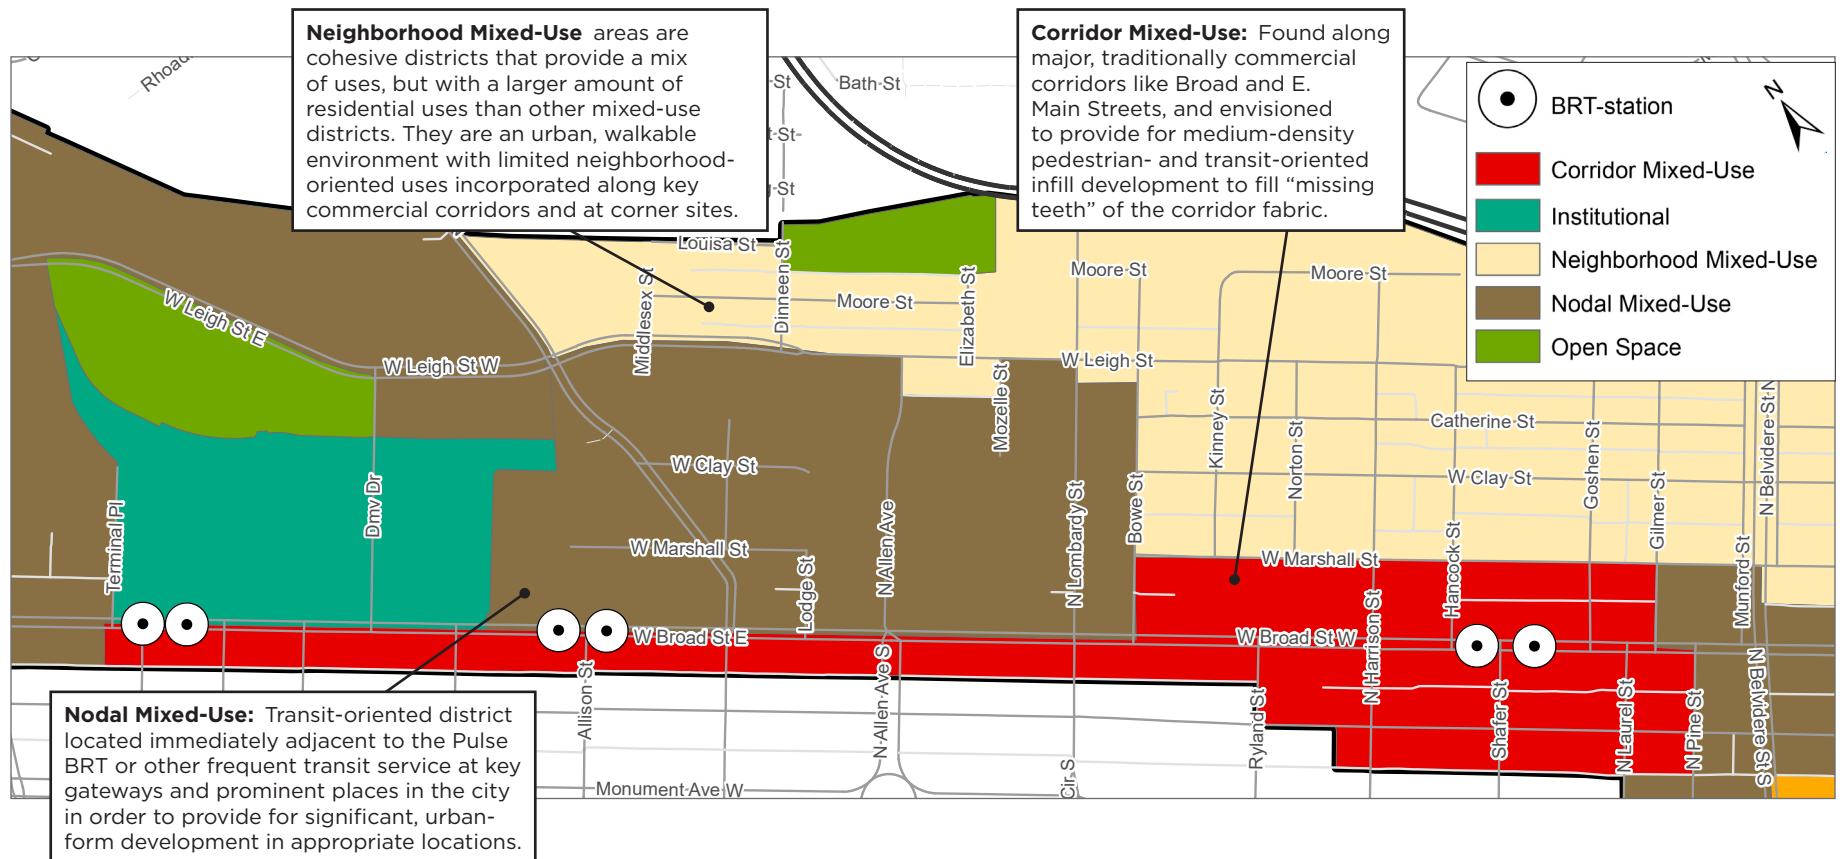 Neighborhood Mixed-Use areas are
cohesive districts that provide a mix
of uses, but with a larger amount of
residential uses than other mixed-use
districts. They are an urban, walkable
environment with limited neighborhood-
oriented uses incorporated along key
commercial corridors and at corner sites.
Corridor Mixed-Use: Found along
major, traditionally commercial
corridors like Broad and E.
Main Streets, and envisioned
to provide for medium-density
pedestrian- and transit-oriented
infill development to fill “missing
teeth” of the corridor fabric.
N
BRT-station
Corridor Mixed-Use
Institutional
Neighborhood Mixed-Use
Nodal Mixed-Use
Open Space
Bath-St
-St
t-St-
-St
Louisa St
Middlesex St
Dinneen St
Moore St
Elizabeth-St
Moore St
Moore St
W Leigh St E
W Leigh St W
W Leigh St
Mozelle St
Kinney-St
Norton-St
Catherine-St
W-Clay-St
Goshen-St
Gilmer-St
N-Belvidere-St-N
W Clay St
Dmv Dr
Terminal Pl
W Marshall St
Lodge St
N Allen Ave
N Lombardy St
Bowe St
W Marshall St
Hancock-St
N Harrison St
Munford-St
W Broad St E
W Broad St W
Allison-St
N-Allen-Ave S
Cir-S
Ryland St
Shafer St
N Laurel St
N Pine St
N Belvidere St S
Monument-Ave W
Nodal Mixed-Use: Transit-oriented district
located immediately adjacent to the Pulse
BRT or other frequent transit service at key
gateways and prominent places in the city
in order to provide for significant, urban-
form development in appropriate locations.